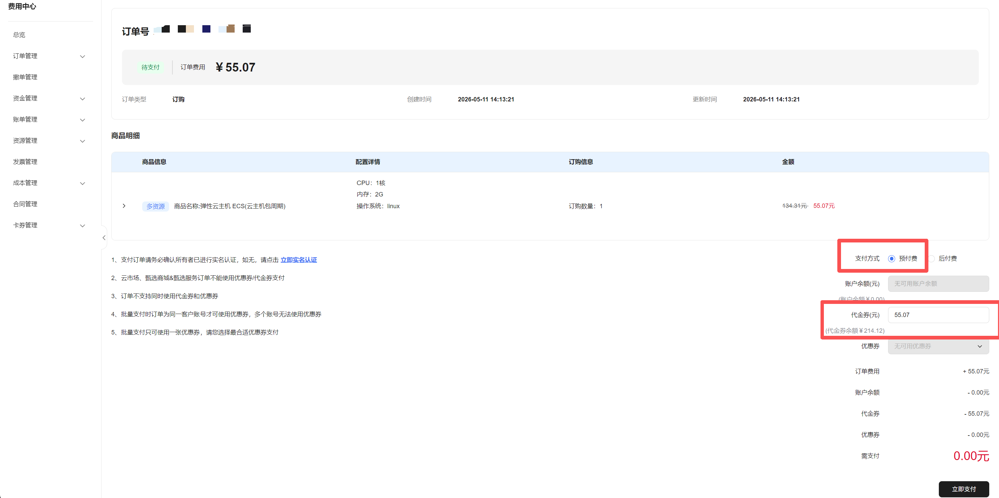 费用中心
总览
订单管理
撤单管理
资金管理
账单管理
资源管理
发票管理
成本管理
合同管理
卡券管理
订单号
待支付 订单费用 ¥ 55.07
订单类型 订购 创建时间 2026-05-11 14:13:21 更新时间 2026-05-11 14:13:21
商品明细
商品信息 配置详情 订购信息 金额
CPU：1核
内存：2G
多资源 商品名称:弹性云主机 ECS(云主机包周期) 操作系统：linux 订购数量：1 134.31元 55.07元
1、支付订单请务必确认所有者已进行实名认证，如无，请点击 立即实名认证
2、云市场、甄选商城&甄选服务订单不能使用优惠券/代金券支付
3、订单不支持同时使用代金券和优惠券
4、批量支付时订单为同一客户账号才可使用优惠券，多个账号无法使用优惠券
5、批量支付只可使用一张优惠券，请您选择最合适优惠券支付
支付方式 预付费 后付费
账户余额(元) 无可用账户余额
(账户余额¥0.00)
代金券(元) 55.07
(代金券余额¥214.12)
优惠券 无可用优惠券
订单费用 + 55.07元
账户余额 - 0.00元
代金券 - 55.07元
优惠券 - 0.00元
需支付 0.00元
立即支付